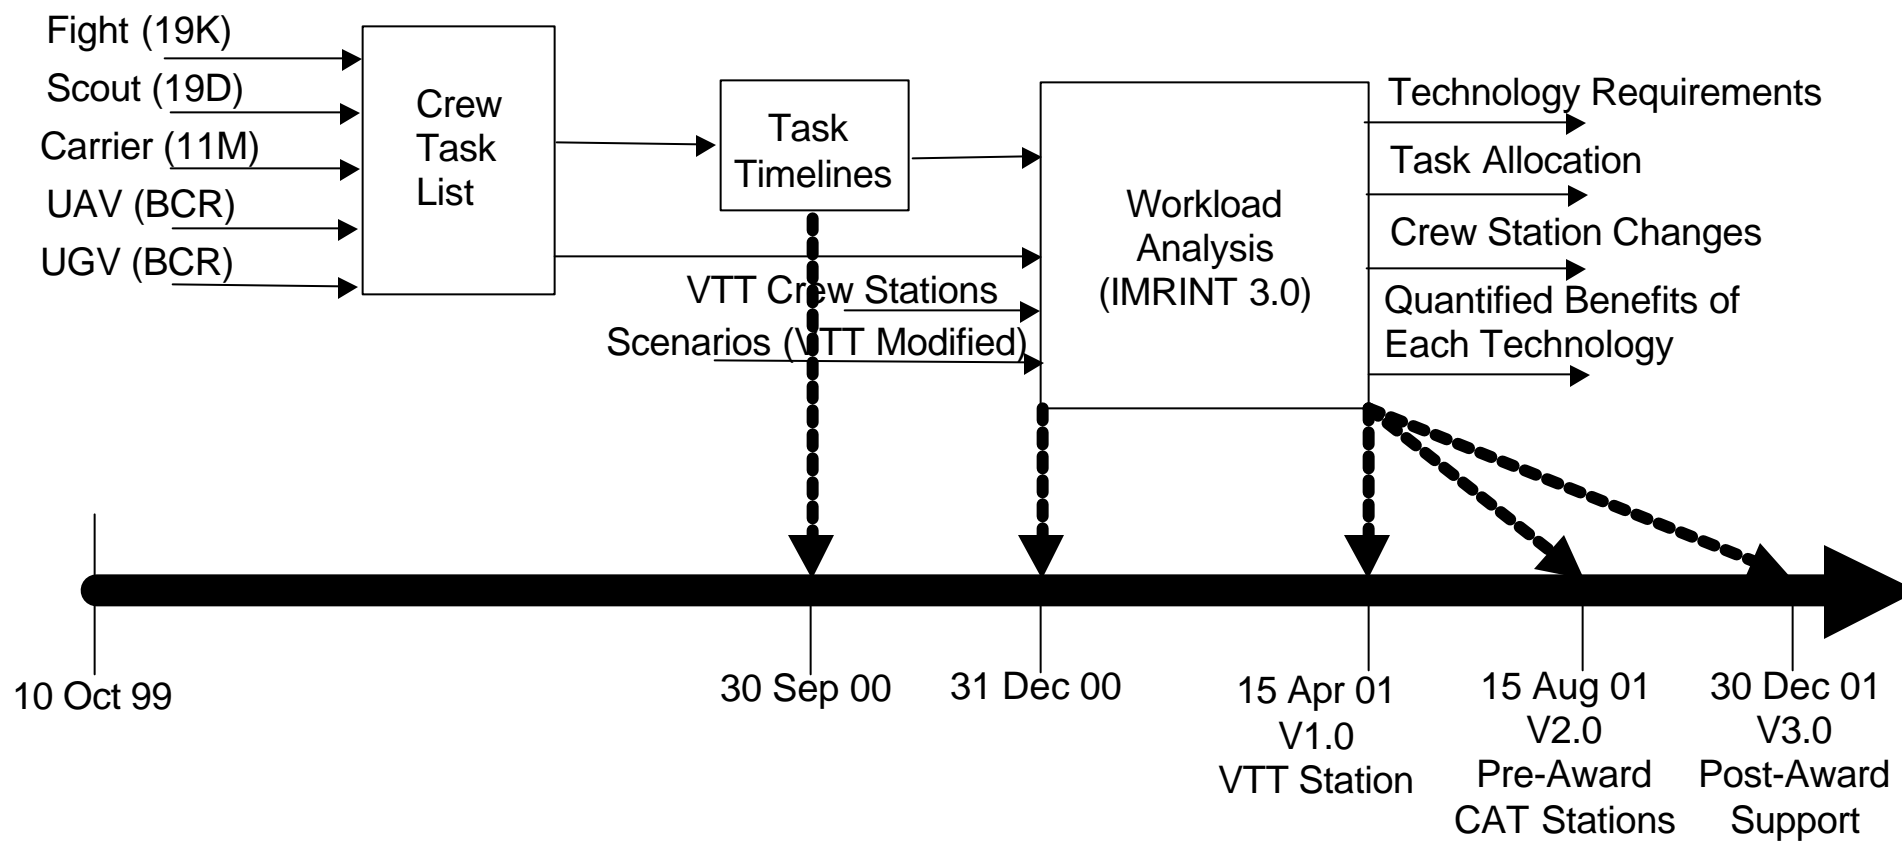 Fight (19K)
Scout (19D)
Carrier (11M)
UAV (BCR)
UGV (BCR)
Crew
Task
List
Task
Timelines
VTT Crew Stations
Scenarios (VTT Modified)
Workload
Analysis
(IMRINT 3.0)
Technology Requirements
Task Allocation
Crew Station Changes
Quantified Benefits of
Each Technology
10 Oct 99
30 Sep 00
31 Dec 00
15 Apr 01
V1.0
VTT Station
15 Aug 01
V2.0
Pre-Award
CAT Stations
30 Dec 01
V3.0
Post-Award
Support